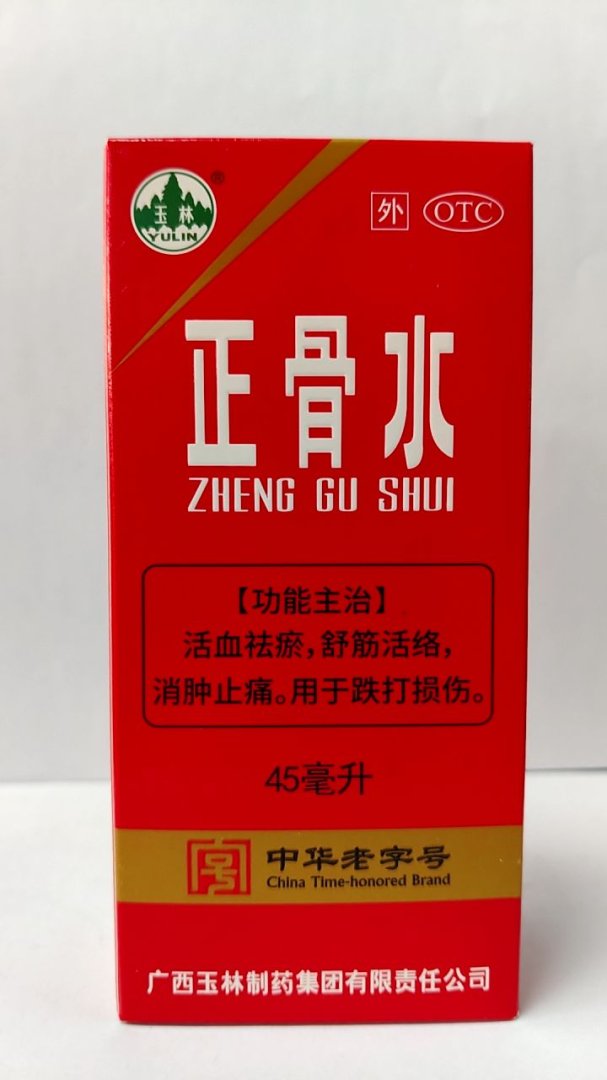 玉林
YULIN
®
外
OTC
正骨水
ZHENG GU SHUI
【功能主治】
活血祛瘀，舒筋活络，
消肿止痛。用于跌打损伤。
45毫升
中华老字号
China Time-honored Brand
广西玉林制药集团有限责任公司